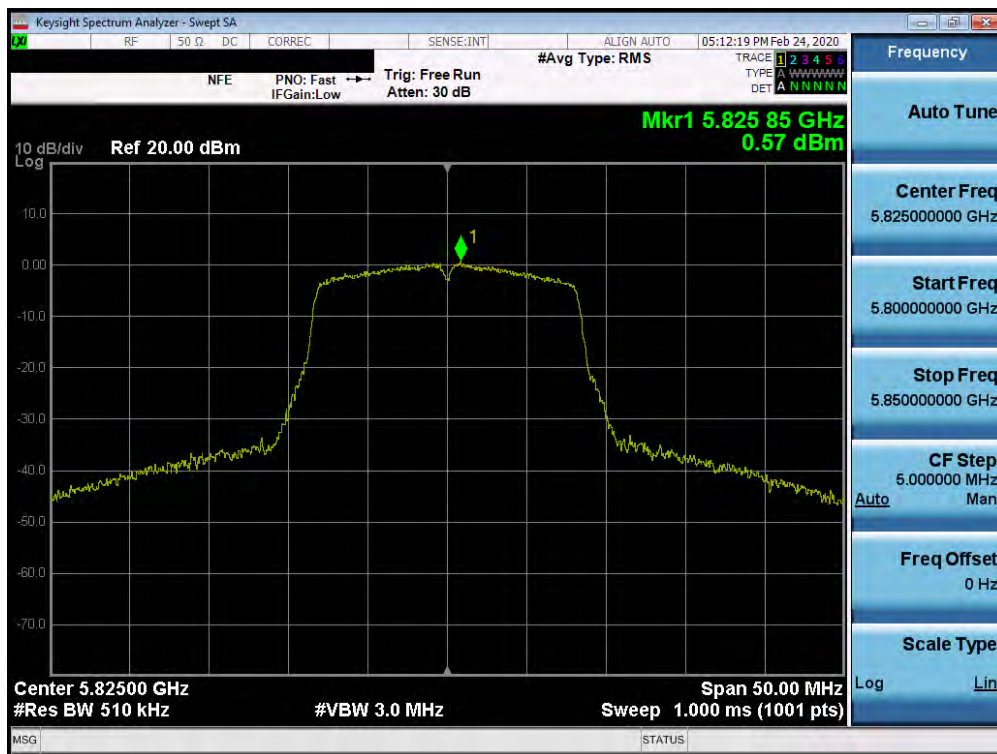 Keysight Spectrum Analyzer - Swept SA
LXI RF 50 Ω DC CORREC SENSE:INT ALIGN AUTO 05:12:19 PM Feb 24, 2020
NFE PNO: Fast Trig: Free Run #Avg Type: RMS TRACE 1 2 3 4 5 6
IFGain:Low Atten: 30 dB TYPE A WWWWW
DET A N N N N N
Mkr1 5.825 85 GHz
0.57 dBm
10 dB/div Ref 20.00 dBm
Log
10.0
1
0.00
-10.0
-20.0
-30.0
-40.0
-50.0
-60.0
-70.0
Center 5.82500 GHz Span 50.00 MHz
#Res BW 510 kHz #VBW 3.0 MHz Sweep 1.000 ms (1001 pts)
MSG STATUS
Frequency
Auto Tune
Center Freq
5.825000000 GHz
Start Freq
5.800000000 GHz
Stop Freq
5.850000000 GHz
CF Step
5.000000 MHz
Auto Man
Freq Offset
0 Hz
Scale Type
Log Lin